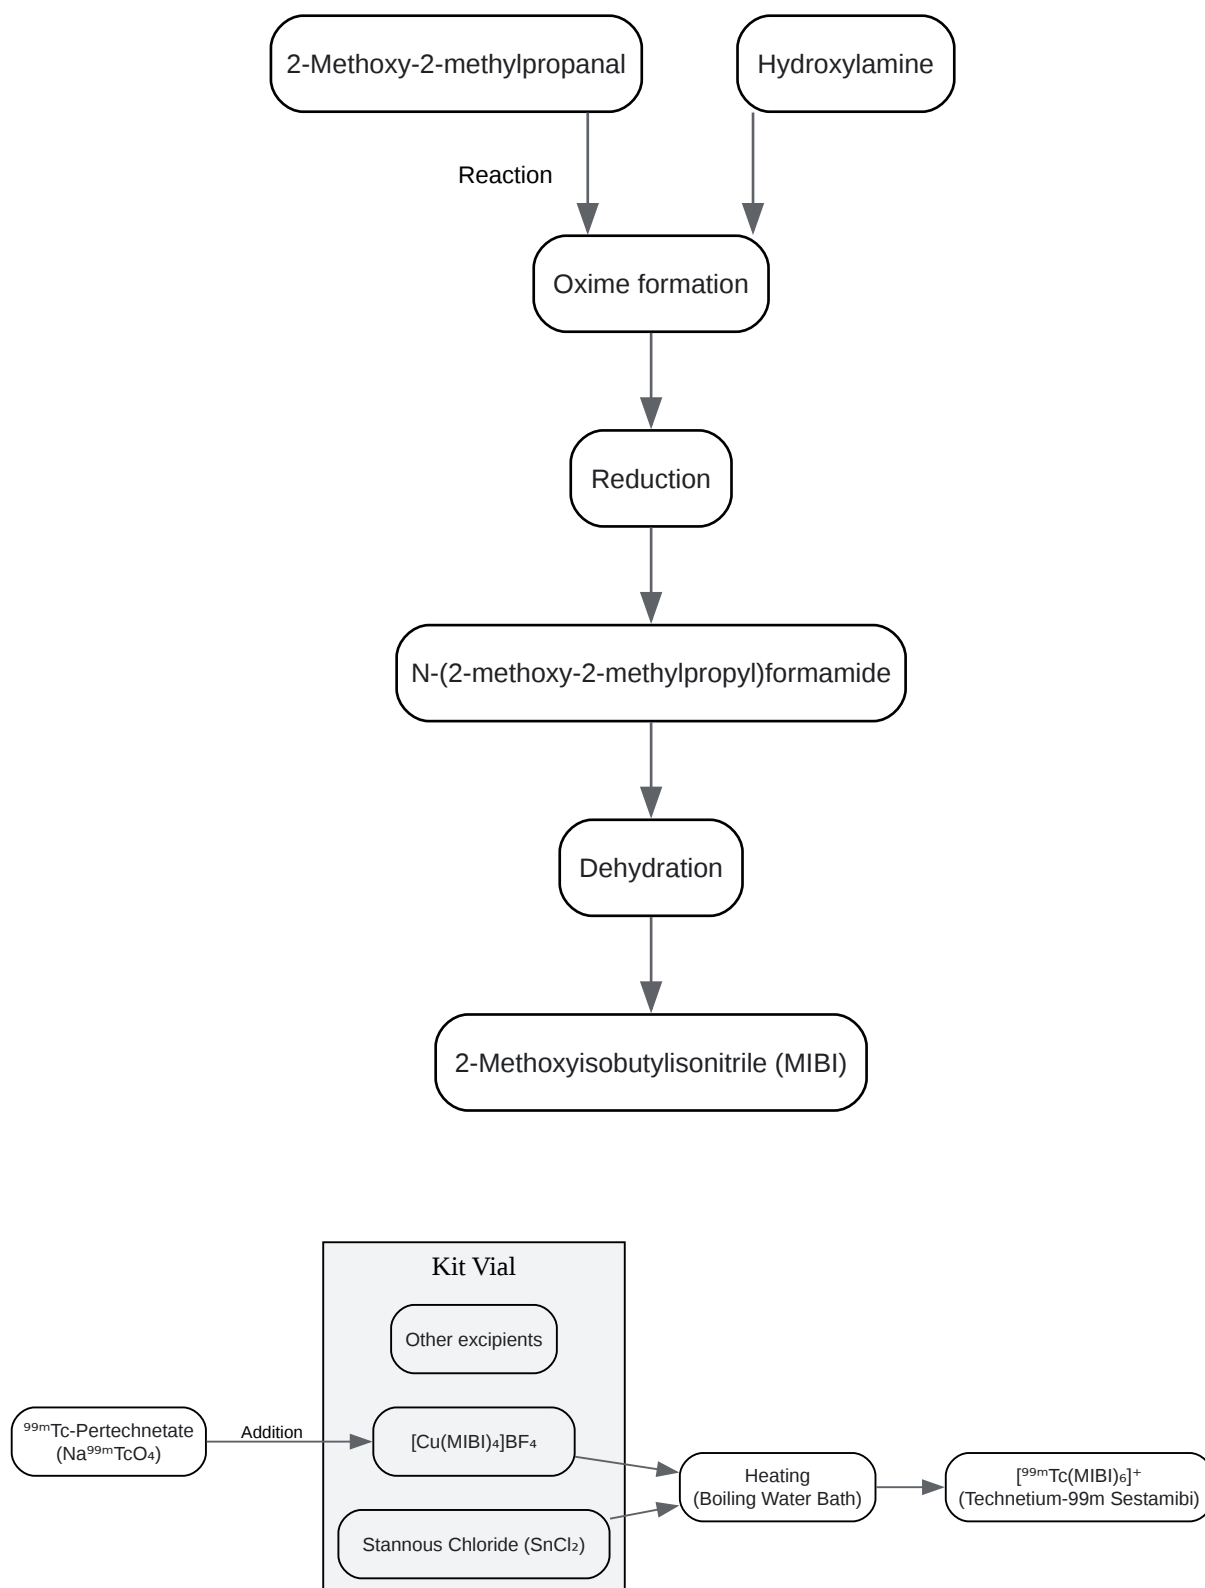 2-Methoxy-2-methylpropanal
Hydroxylamine
Reaction
Oxime formation
Reduction
N-(2-methoxy-2-methylpropyl)formamide
Dehydration
2-Methoxyisobutylisonitrile (MIBI)
Kit Vial
Other excipients
⁹⁹ᵐTc-Pertechnetate
(Na⁹⁹ᵐTcO₄)
Addition
[Cu(MIBI)₄]BF₄
Stannous Chloride (SnCl₂)
Heating
(Boiling Water Bath)
[⁹⁹ᵐTc(MIBI)₆]⁺
(Technetium-99m Sestamibi)